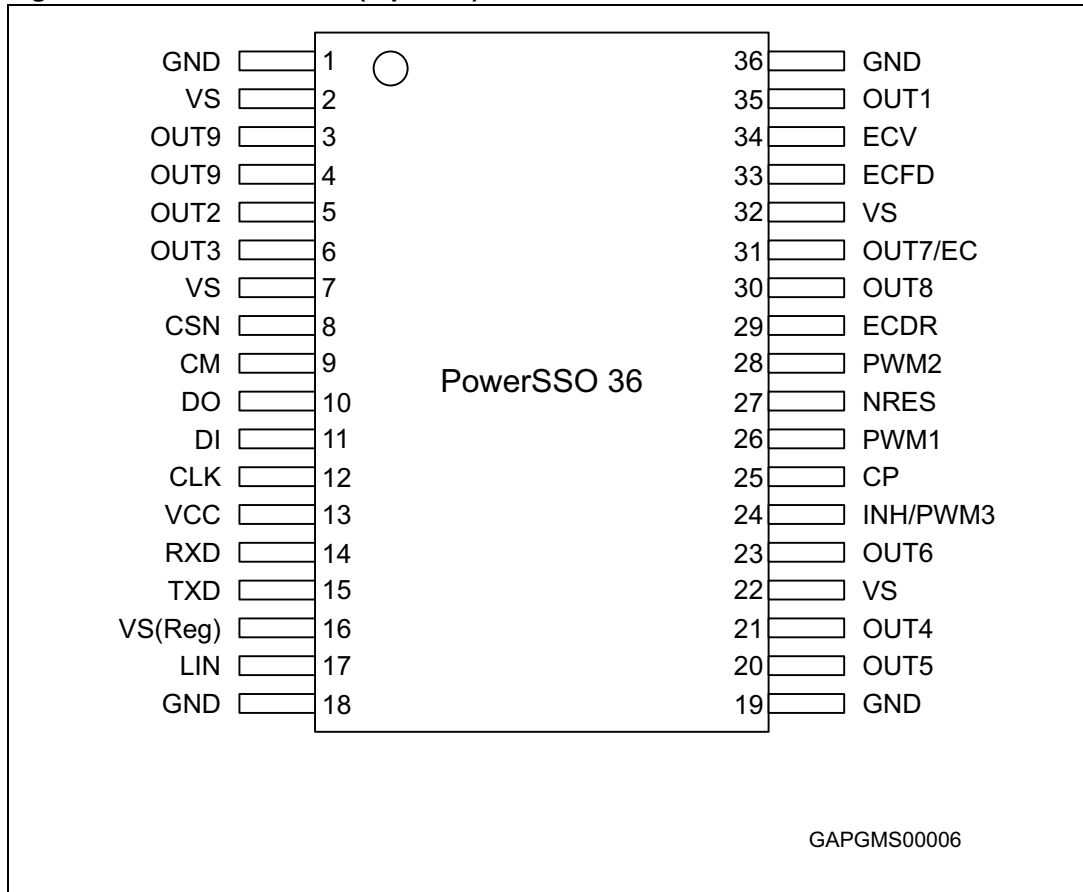 GND 1 36 GND
VS 2 35 OUT1
OUT9 3 34 ECV
OUT9 4 33 ECFD
OUT2 5 32 VS
OUT3 6 31 OUT7/EC
VS 7 30 OUT8
CSN 8 29 ECDR
CM 9 28 PWM2
PowerSSO 36
DO 10 27 NRES
DI 11 26 PWM1
CLK 12 25 CP
VCC 13 24 INH/PWM3
RXD 14 23 OUT6
TXD 15 22 VS
VS(Reg) 16 21 OUT4
LIN 17 20 OUT5
GND 18 19 GND
GAPGMS00006